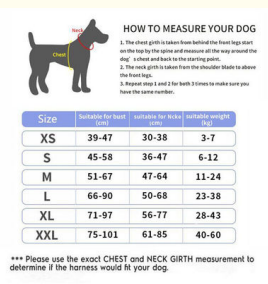 HOW TO MEASURE YOUR DOG
Neck
Chest
1. The chest girth is taken from behind the front legs start
on top by the spine and measure all the way around the
dog's chest and back to the starting point.
2. The neck girth is taken from the shoulder blade to above
the front legs.
3. Repeat step 1 and 2 for both 3 times to make sure you
have the same number.
Size Suitable for bust (cm) suitable for Neks (cm) suitable weight (kg)
XS 39-47 30-38 3-7
S 45-58 36-47 6-12
M 51-67 47-64 11-24
L 66-90 50-68 23-38
XL 71-97 56-77 28-43
XXL 75-101 61-85 40-60
*** Please use the exact CHEST and NECK GIRTH measurement to
determine if the harness would fit your dog.